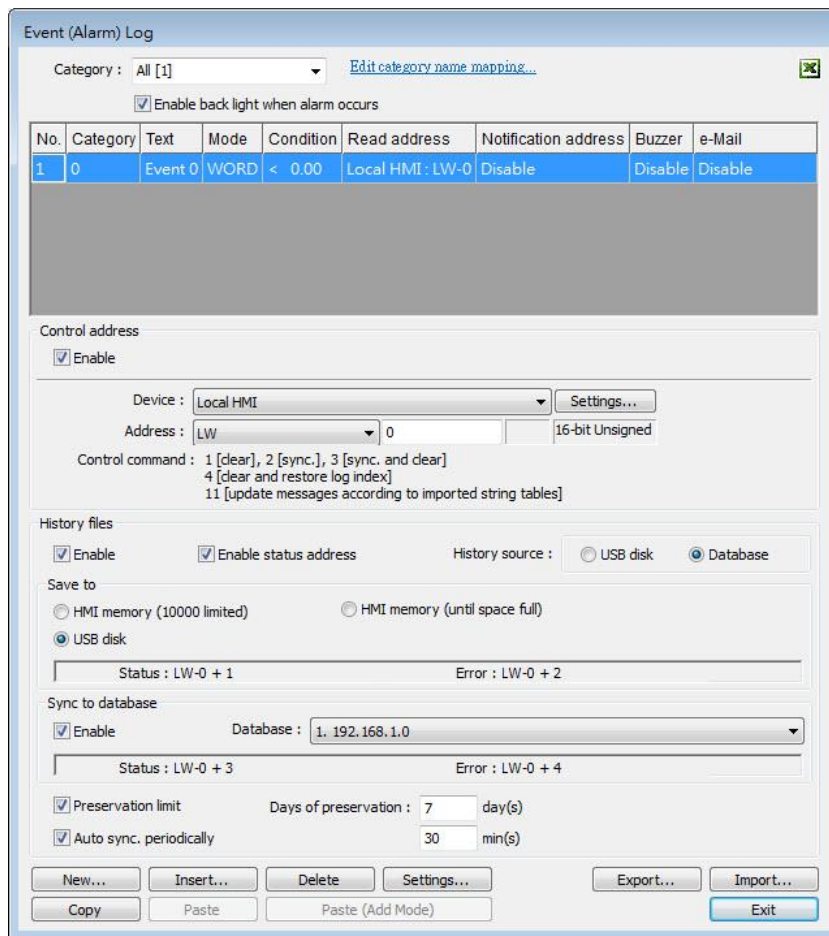 Event (Alarm) Log
Category : All [1] Edit category name mapping...
Enable back light when alarm occurs
No. Category Text Mode Condition Read address Notification address Buzzer e-Mail
1 0 Event 0 WORD < 0.00 Local HMI : LW-0 Disable Disable Disable
Control address
Enable
Device : Local HMI Settings...
Address : LW 0 16-bit Unsigned
Control command : 1 [clear], 2 [sync.], 3 [sync. and clear]
4 [clear and restore log index]
11 [update messages according to imported string tables]
History files
Enable Enable status address History source : USB disk Database
Save to
HMI memory (10000 limited) HMI memory (until space full)
USB disk
Status : LW-0 + 1 Error : LW-0 + 2
Sync to database
Enable Database : 1. 192.168.1.0
Status : LW-0 + 3 Error : LW-0 + 4
Preservation limit Days of preservation : 7 day(s)
Auto sync. periodically 30 min(s)
New... Insert... Delete Settings... Export... Import...
Copy Paste Paste (Add Mode) Exit